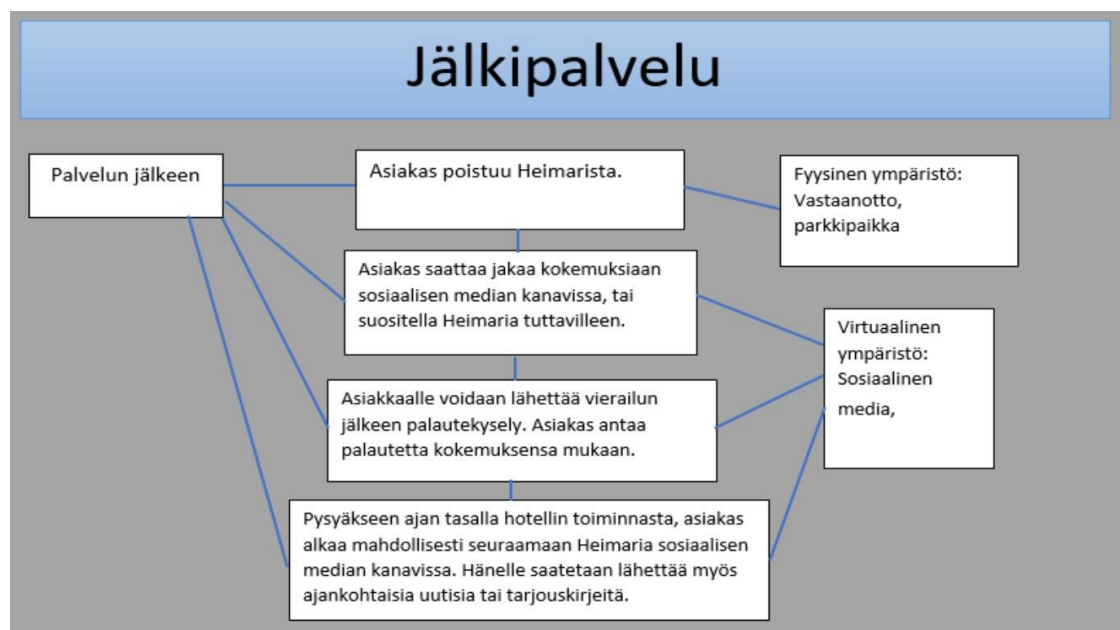 Jälkipalvelu
Palvelun jälkeen
Asiakas poistuu Heimarista.
Fyysinen ympäristö:
Vastaanotto,
parkkipaikka
Asiakas saattaa jakaa kokemuksiaan
sosiaalisen median kanavissa, tai
suositella Heimaria tuttavilleen.
Virtuaalinen
ympäristö:
Sosiaalinen
media,
Asiakkaalle voidaan lähettää vierailun
jälkeen palautekysely. Asiakas antaa
palautetta kokemuksensa mukaan.
Pysyäkseen ajan tasalla hotellin toiminnasta, asiakas
alkaa mahdollisesti seuraamaan Heimaria sosiaalisen
median kanavissa. Hänelle saatetaan lähettää myös
ajankohtaisia uutisia tai tarjouskirjeitä.